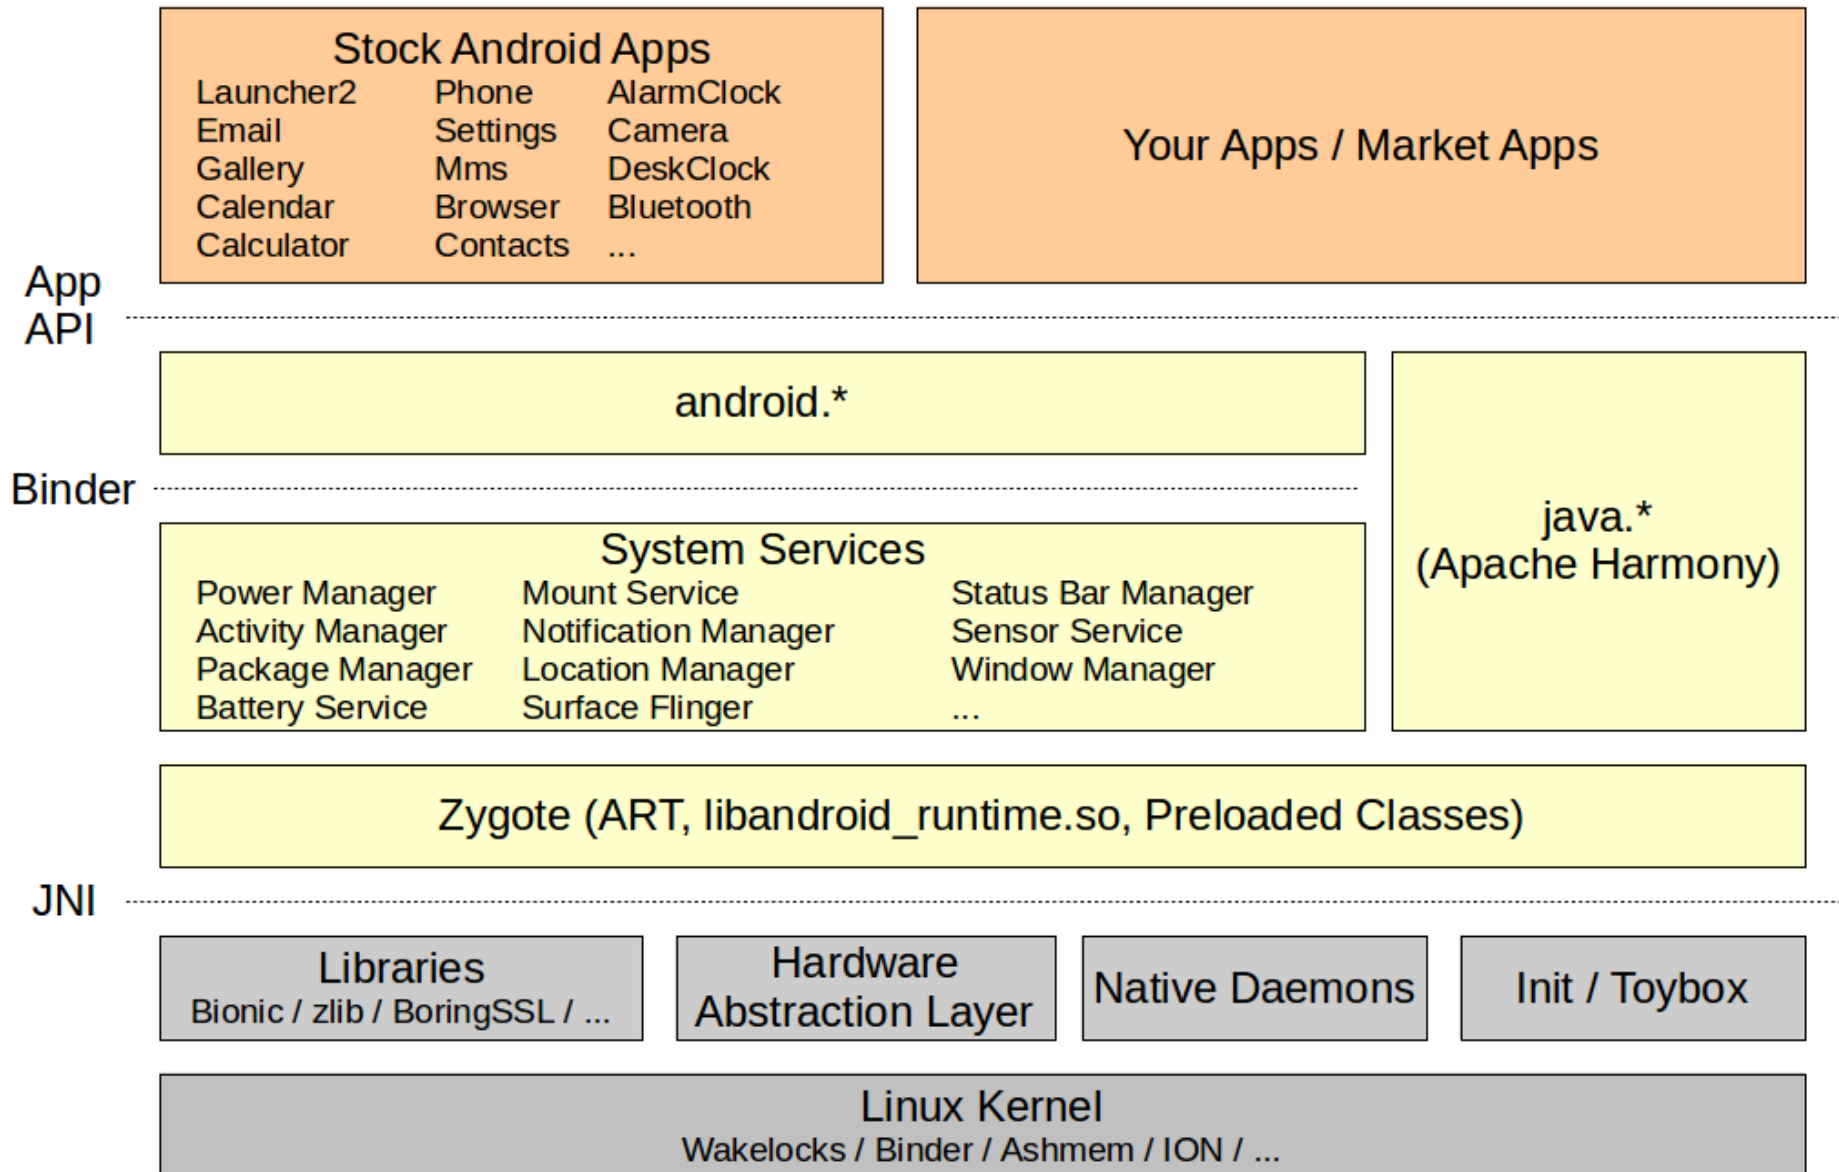 Stock Android Apps
Launcher2 Phone AlarmClock
Email Settings Camera
Gallery Mms DeskClock
Calendar Browser Bluetooth
Calculator Contacts ...
Your Apps / Market Apps
App
API
android.*
Binder
System Services
Power Manager Mount Service Status Bar Manager
Activity Manager Notification Manager Sensor Service
Package Manager Location Manager Window Manager
Battery Service Surface Flinger ...
java.*
(Apache Harmony)
Zygote (ART, libandroid_runtime.so, Preloaded Classes)
JNI
Libraries
Bionic / zlib / BoringSSL / ...
Hardware
Abstraction Layer
Native Daemons
Init / Toybox
Linux Kernel
Wakelocks / Binder / Ashmem / ION / ...